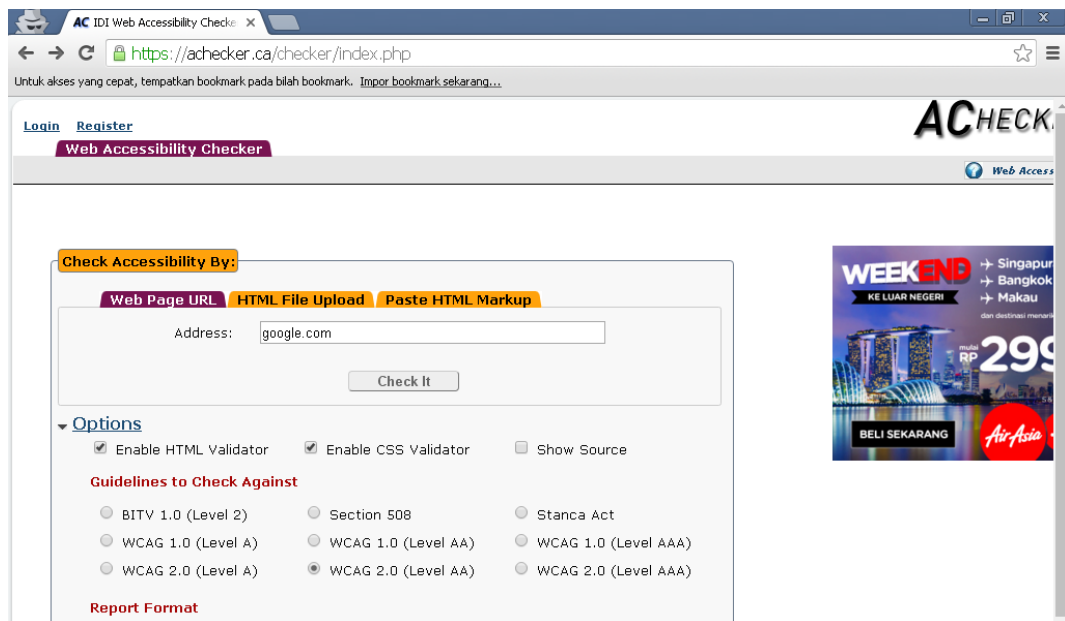 AC IDI Web Accessibility Checke
https://achecker.ca/checker/index.php
Untuk akses yang cepat, tempatkan bookmark pada bilah bookmark. Impor bookmark sekarang...
Login Register
ACHECK
Web Accessibility Checker
Web Access
Check Accessibility By:
Web Page URL HTML File Upload Paste HTML Markup
Address: google.com
Check It
Options
Enable HTML Validator Enable CSS Validator Show Source
Guidelines to Check Against
BITV 1.0 (Level 2) Section 508 Stanca Act
WCAG 1.0 (Level A) WCAG 1.0 (Level AA) WCAG 1.0 (Level AAA)
WCAG 2.0 (Level A) WCAG 2.0 (Level AA) WCAG 2.0 (Level AAA)
Report Format
WEEKEND
KE LUAR NEGERI
Singapur
Bangkok
Makau
dan destinasi menarik
mulai
RP 299
BELI SEKARANG
AirAsia